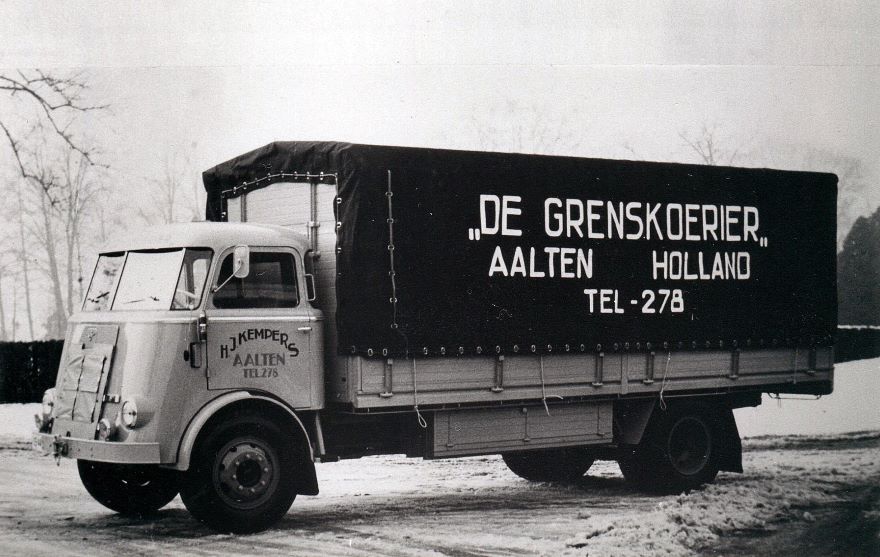 „DE GRENSKOERIER„
AALTEN HOLLAND
TEL-278
H.J.KEMPERS
AALTEN
TEL.278